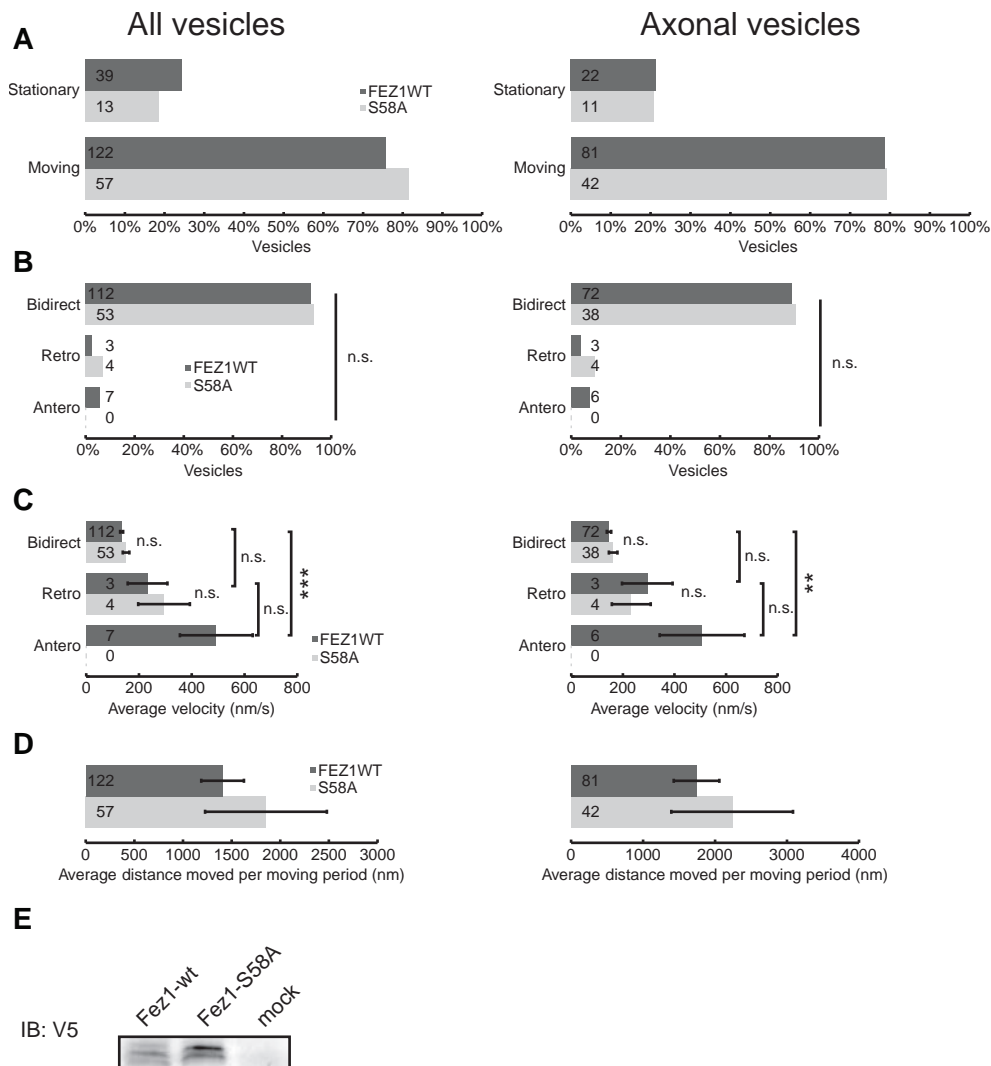 All vesicles
Axonal vesicles
A
Stationary
39
13
FEZ1WT
S58A
Moving
122
57
0% 10% 20% 30% 40% 50% 60% 70% 80% 90% 100%
Vesicles
Stationary
22
11
Moving
81
42
0% 10% 20% 30% 40% 50% 60% 70% 80% 90% 100%
Vesicles
B
Bidirect
112
53
Retro
3
4
Antero
7
0
FEZ1WT
S58A
n.s.
0% 20% 40% 60% 80% 100%
Vesicles
Bidirect
72
38
Retro
3
4
Antero
6
0
n.s.
0% 20% 40% 60% 80% 100%
Vesicles
C
Bidirect
112
53
n.s.
Retro
3
4
n.s.
Antero
7
0
n.s.
n.s.
***
FEZ1WT
S58A
0 200 400 600 800
Average velocity (nm/s)
Bidirect
72
38
n.s.
Retro
3
4
n.s.
Antero
6
0
n.s.
n.s.
**
0 200 400 600 800
Average velocity (nm/s)
D
122
57
FEZ1WT
S58A
0 500 1000 1500 2000 2500 3000
Average distance moved per moving period (nm)
81
42
0 1000 2000 3000 4000
Average distance moved per moving period (nm)
E
Fez1-wt
Fez1-S58A
mock
IB: V5